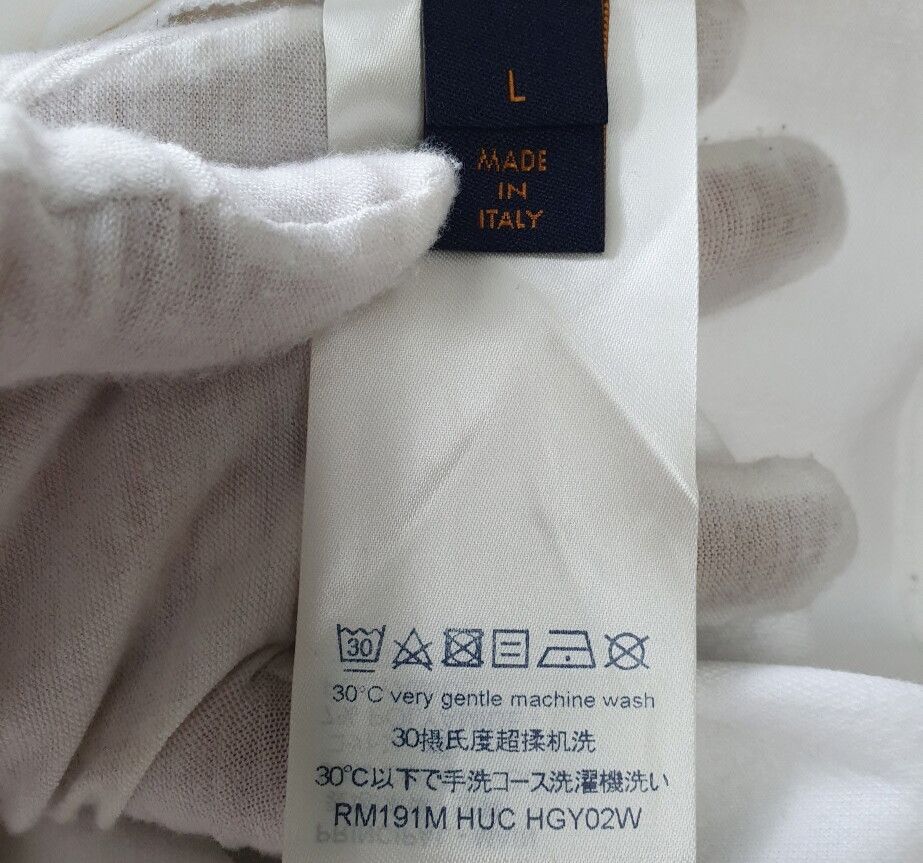 L
MADE
IN
ITALY
30
30°C very gentle machine wash
30摄氏度超揉机洗
30℃以下で手洗コース洗濯機洗い
RM191M HUC HGY02W